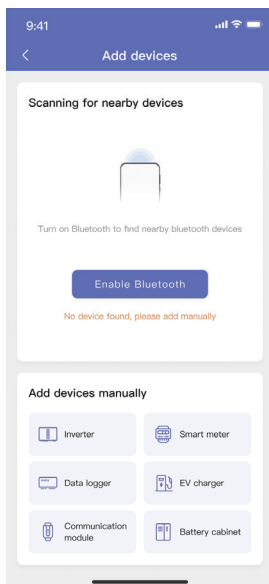 9:41
Add devices
Scanning for nearby devices
Turn on Bluetooth to find nearby bluetooth devices
Enable Bluetooth
No device found, please add manually
Add devices manually
Inverter
Smart meter
Data logger
EV charger
Communication
module
Battery cabinet